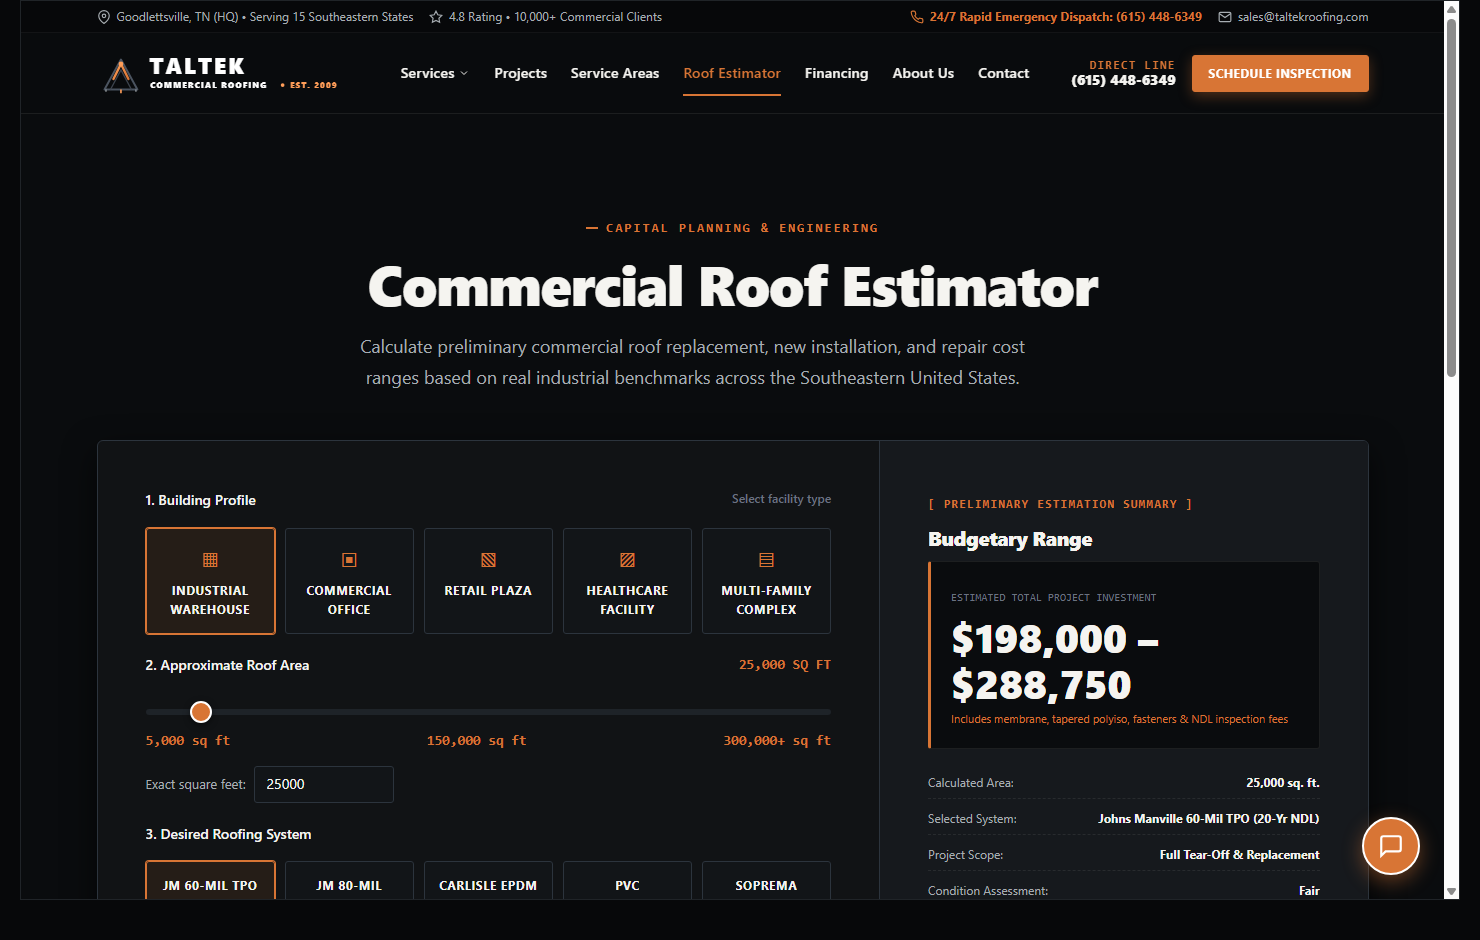 Goodlettsville, TN (HQ) • Serving 15 Southeastern States
4.8 Rating • 10,000+ Commercial Clients
24/7 Rapid Emergency Dispatch: (615) 448-6349
sales@taltekroofing.com
TALTEK
COMMERCIAL ROOFING • EST. 2009
Services
Projects
Service Areas
Roof Estimator
Financing
About Us
Contact
DIRECT LINE
(615) 448-6349
SCHEDULE INSPECTION
— CAPITAL PLANNING & ENGINEERING
Commercial Roof Estimator
Calculate preliminary commercial roof replacement, new installation, and repair cost
ranges based on real industrial benchmarks across the Southeastern United States.
1. Building Profile
Select facility type
INDUSTRIAL
WAREHOUSE
COMMERCIAL
OFFICE
RETAIL PLAZA
HEALTHCARE
FACILITY
MULTI-FAMILY
COMPLEX
2. Approximate Roof Area
25,000 SQ FT
5,000 sq ft
150,000 sq ft
300,000+ sq ft
Exact square feet:
25000
3. Desired Roofing System
JM 60-MIL TPO
JM 80-MIL
CARLISLE EPDM
PVC
SOPREMA
[ PRELIMINARY ESTIMATION SUMMARY ]
Budgetary Range
ESTIMATED TOTAL PROJECT INVESTMENT
$198,000 –
$288,750
Includes membrane, tapered polyiso, fasteners & NDL inspection fees
Calculated Area:
25,000 sq. ft.
Selected System:
Johns Manville 60-Mil TPO (20-Yr NDL)
Project Scope:
Full Tear-Off & Replacement
Condition Assessment:
Fair